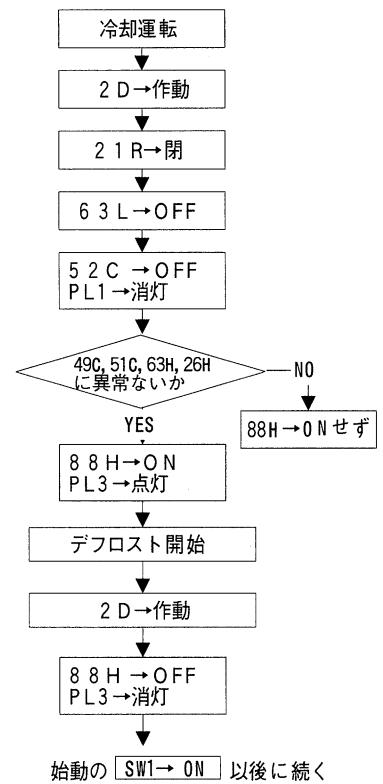 冷却運転
2D→作動
21R→閉
63L→OFF
52C →OFF
PL1→消灯
49C,51C,63H,26H
に異常ないか
NO
88H→ONせず
YES
88H→ON
PL3→点灯
デフロスト開始
2D→作動
88H →OFF
PL3→消灯
始動の SW1→ ON 以後に続く